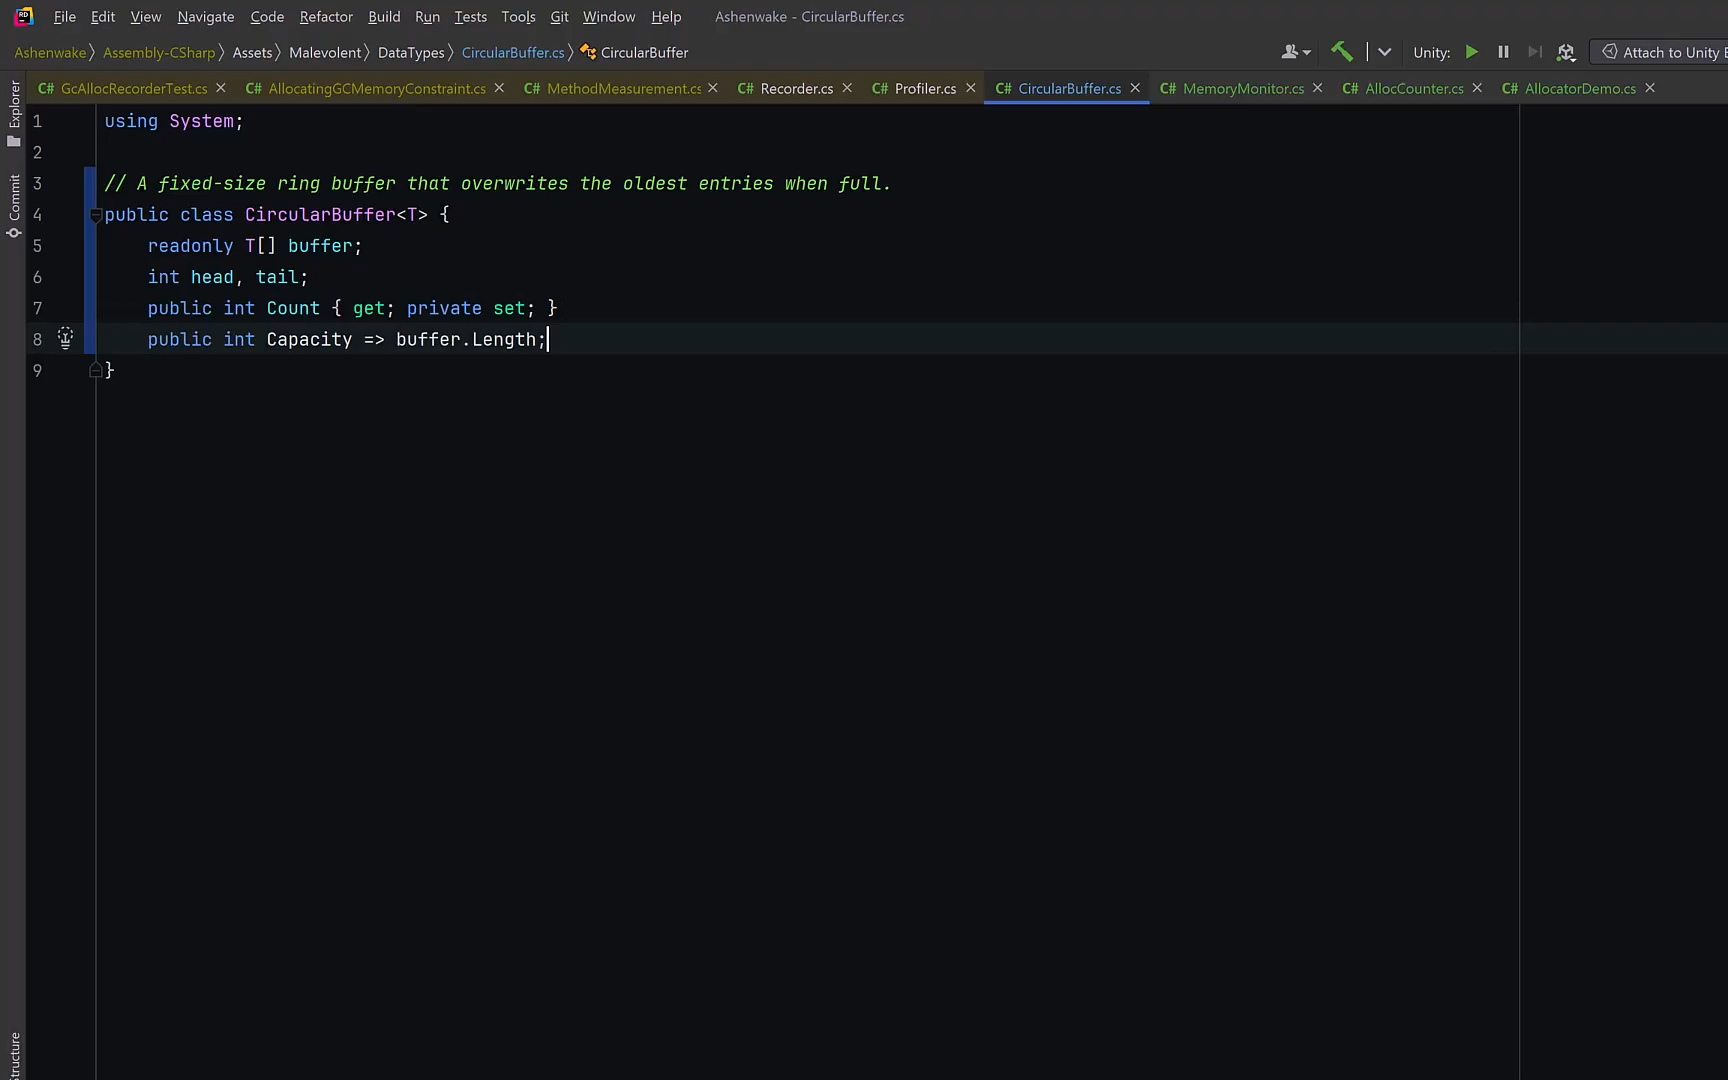 RD File Edit View Navigate Code Refactor Build Run Tests Tools Git Window Help Ashenwake - CircularBuffer.cs
Ashenwake Assembly-CSharp Assets Malevolent DataTypes CircularBuffer.cs CircularBuffer Unity: Attach to Unity E
C# GcAllocRecorderTest.cs C# AllocatingGCMemoryConstraint.cs C# MethodMeasurement.cs C# Recorder.cs C# Profiler.cs C# CircularBuffer.cs C# MemoryMonitor.cs C# AllocCounter.cs C# AllocatorDemo.cs
Explorer
Commit
Structure
1 using System;
2
3 // A fixed-size ring buffer that overwrites the oldest entries when full.
4 public class CircularBuffer<T> {
5 readonly T[] buffer;
6 int head, tail;
7 public int Count { get; private set; }
8 public int Capacity => buffer.Length;
9 }